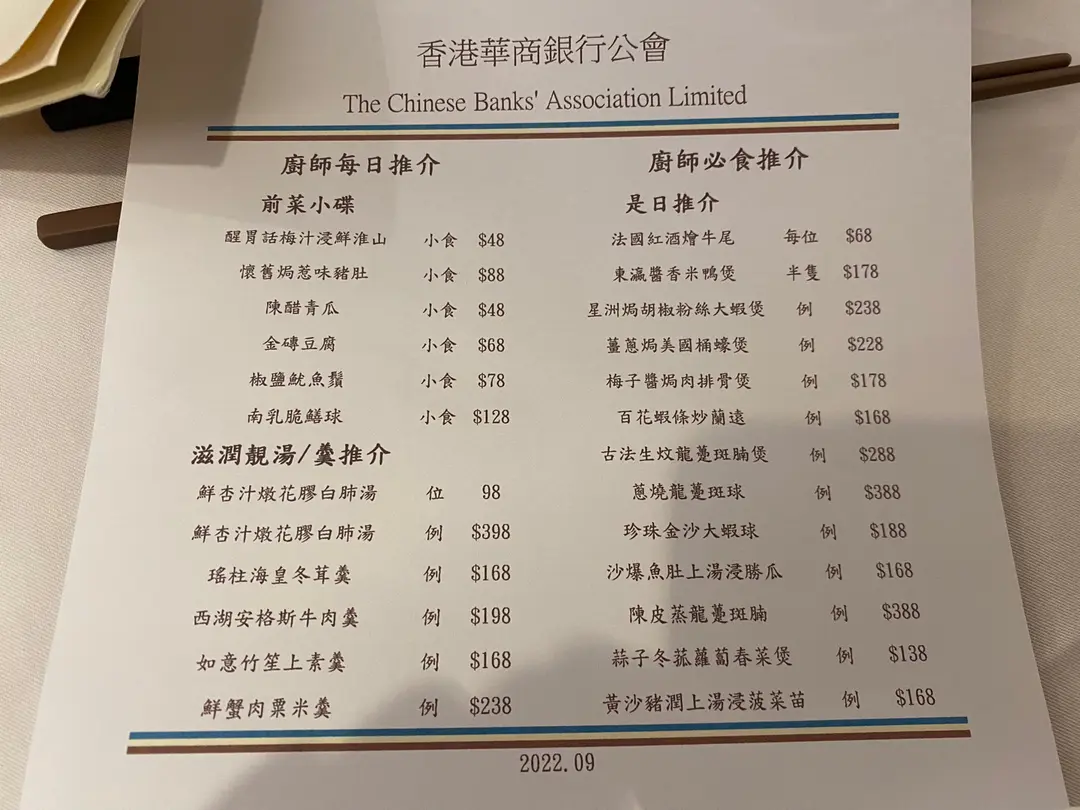 香港華商銀行公會
The Chinese Banks' Association Limited
廚師每日推介
前菜小碟
醒胃話梅汁浸鮮淮山 小食 $48
懷舊焗惹味豬肚 小食 $88
陳醋青瓜 小食 $48
金磚豆腐 小食 $68
椒鹽魷魚鬚 小食 $78
南乳脆鱔球 小食 $128
滋潤靚湯/羹推介
鮮杏汁燉花膠白肺湯 位 98
鮮杏汁燉花膠白肺湯 例 $398
瑤柱海皇冬茸羹 例 $168
西湖安格斯牛肉羹 例 $198
如意竹笙上素羹 例 $168
鮮蟹肉粟米羹 例 $238
廚師必食推介
是日推介
法國紅酒燴牛尾 每位 $68
東瀛醬香米鴨煲 半隻 $178
星洲焗胡椒粉絲大蝦煲 例 $238
薑蔥焗美國桶蠔煲 例 $228
梅子醬焗肉排骨煲 例 $178
百花蝦條炒蘭遠 例 $168
古法生炆龍躉斑腩煲 例 $288
蔥燒龍躉斑球 例 $388
珍珠金沙大蝦球 例 $188
沙爆魚肚上湯浸勝瓜 例 $168
陳皮蒸龍躉斑腩 例 $388
蒜子冬菰蘿蔔春菜煲 例 $138
黃沙豬潤上湯浸菠菜苗 例 $168
2022.09